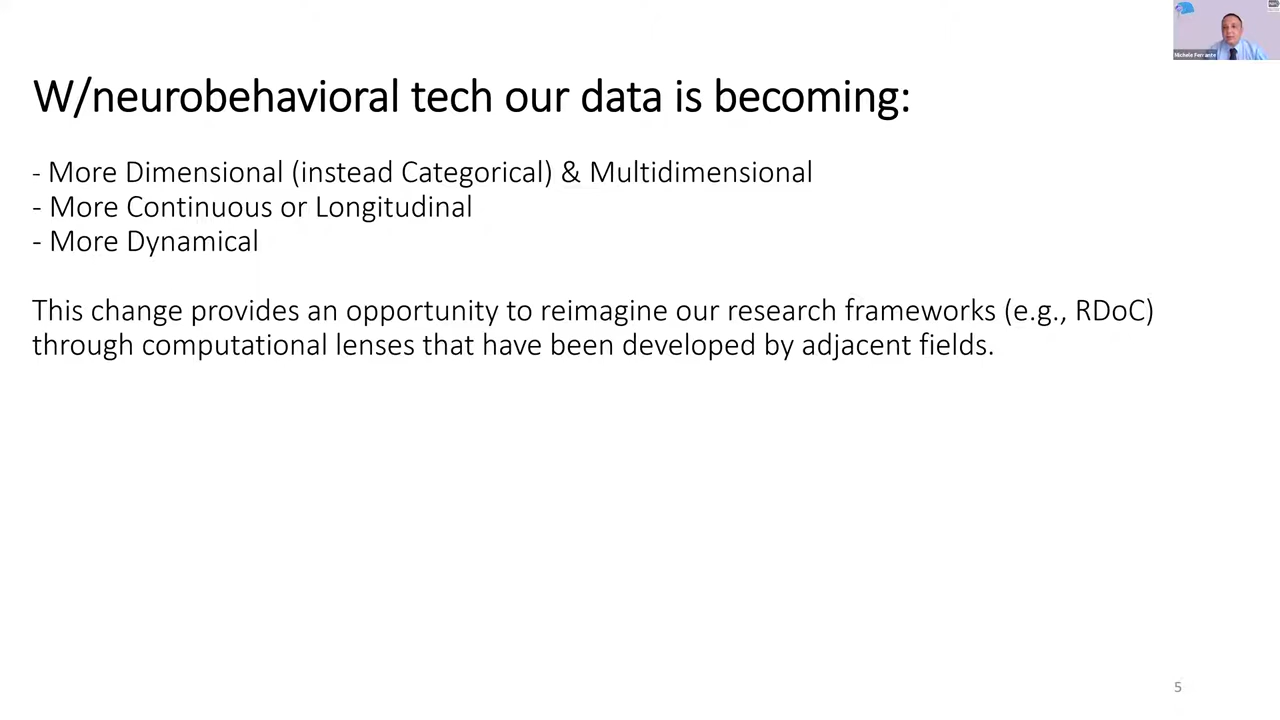 W/neurobehavioral tech our data is becoming:
- More Dimensional (instead Categorical) & Multidimensional
- More Continuous or Longitudinal
- More Dynamical
This change provides an opportunity to reimagine our research frameworks (e.g., RDoC)
through computational lenses that have been developed by adjacent fields.
Michele Ferrante
5